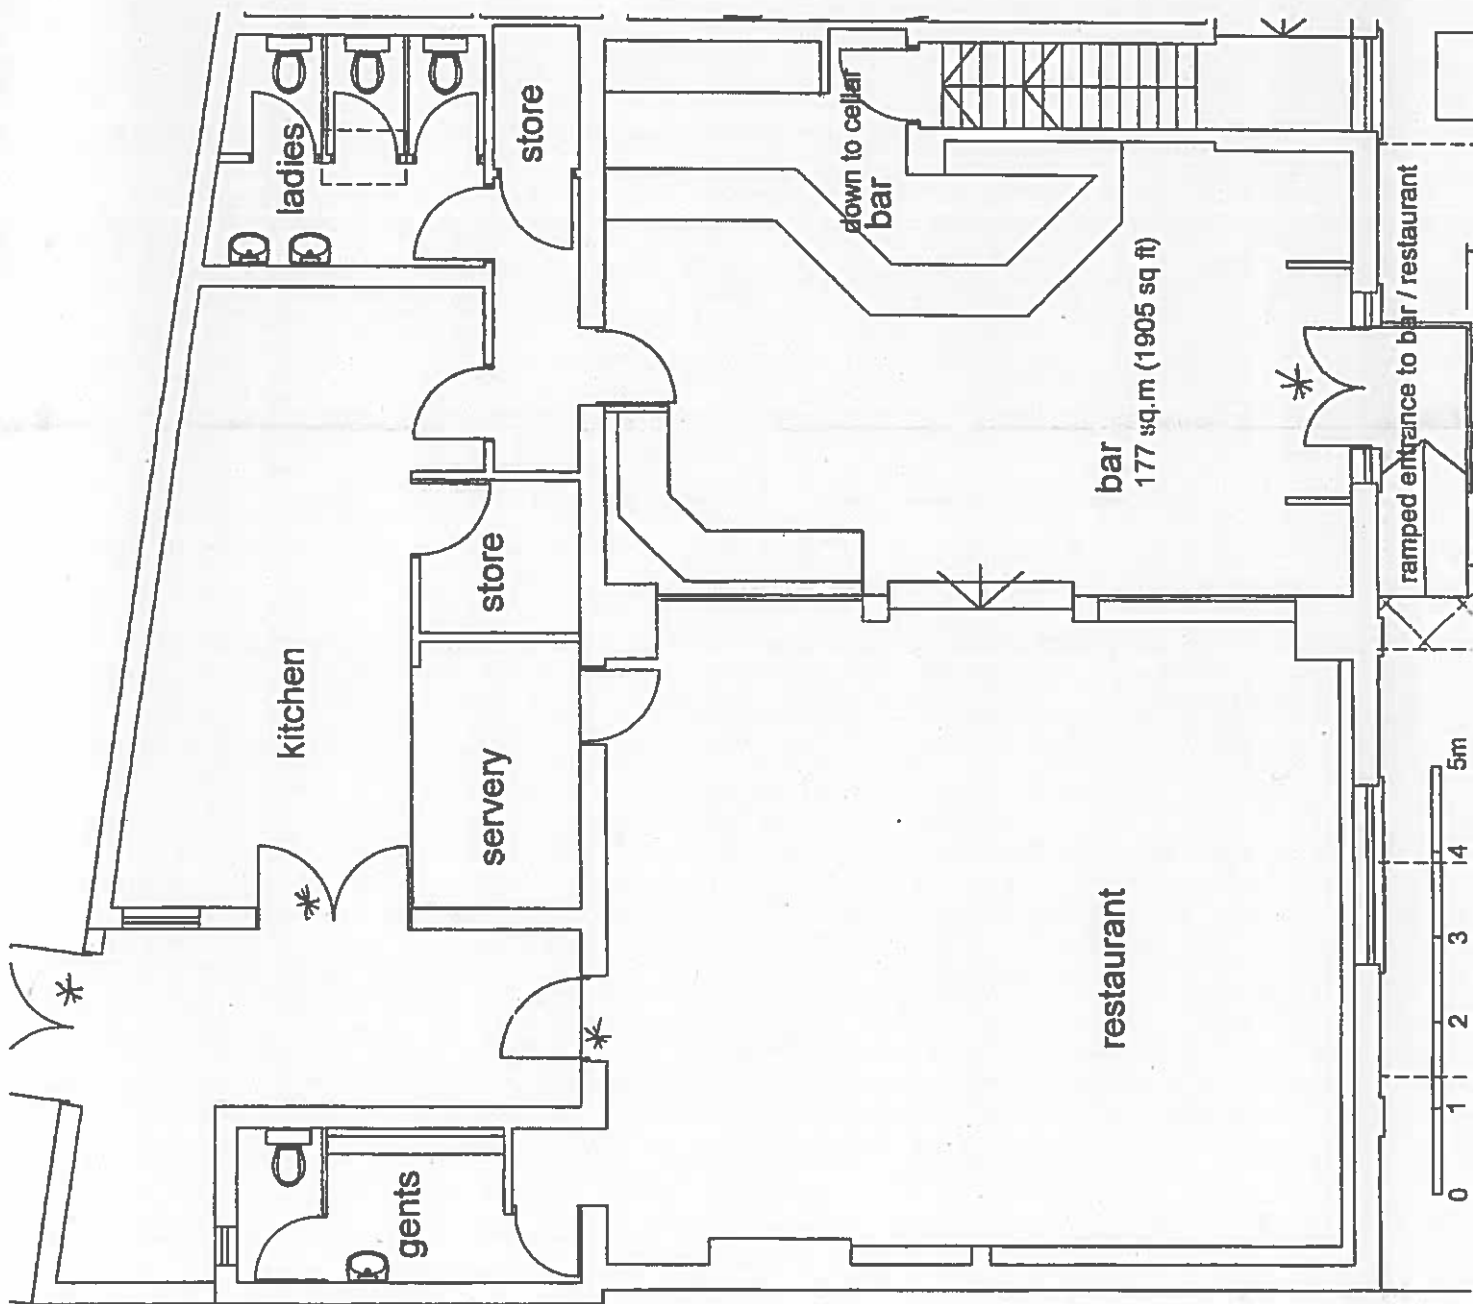 ladies
store
down to cellar
bar
kitchen
store
servery
bar
177 sq.m (1905 sq ft)
ramped entrance to bar / restaurant
restaurant
gents
0 1 2 3 4 5m